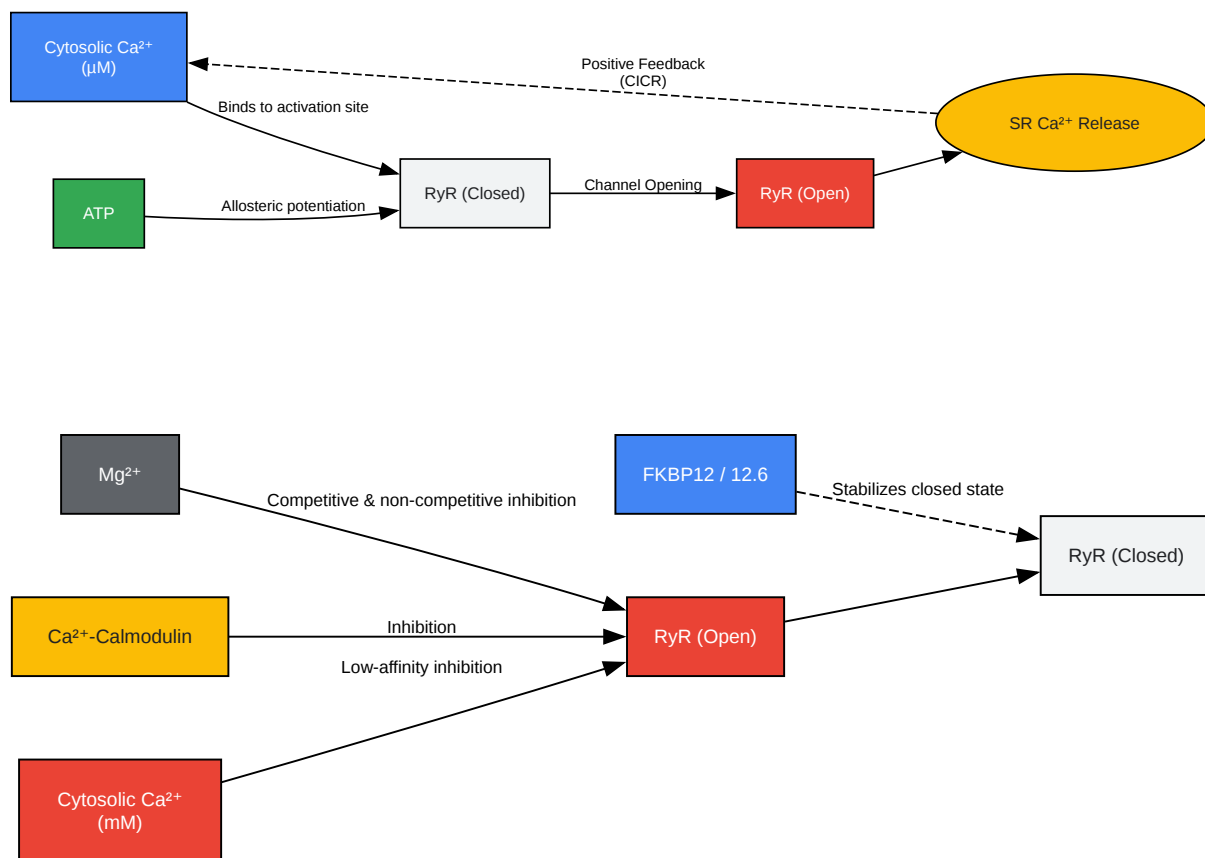 Cytosolic Ca²⁺
(µM)
Positive Feedback
(CICR)
Binds to activation site
SR Ca²⁺ Release
ATP
Allosteric potentiation
RyR (Closed)
Channel Opening
RyR (Open)
Mg²⁺
FKBP12 / 12.6
Competitive & non-competitive inhibition
Stabilizes closed state
RyR (Closed)
Ca²⁺-Calmodulin
Inhibition
RyR (Open)
Low-affinity inhibition
Cytosolic Ca²⁺
(mM)